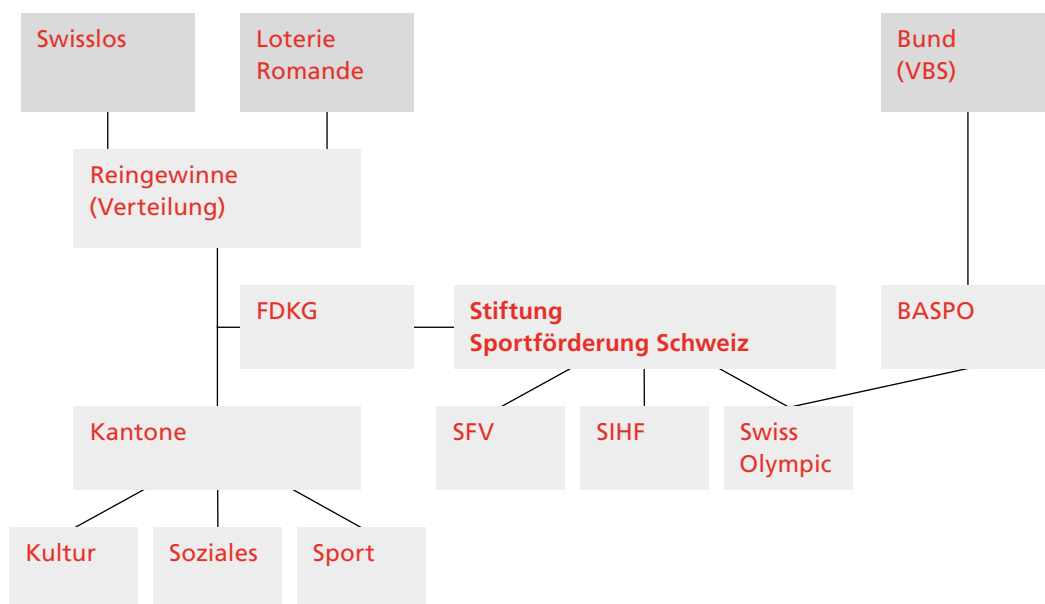 Swisslos
Loterie
Romande
Bund
(VBS)
Reingewinne
(Verteilung)
FDKG
Stiftung
Sportförderung Schweiz
BASPO
Kantone
SFV
SIHF
Swiss
Olympic
Kultur
Soziales
Sport